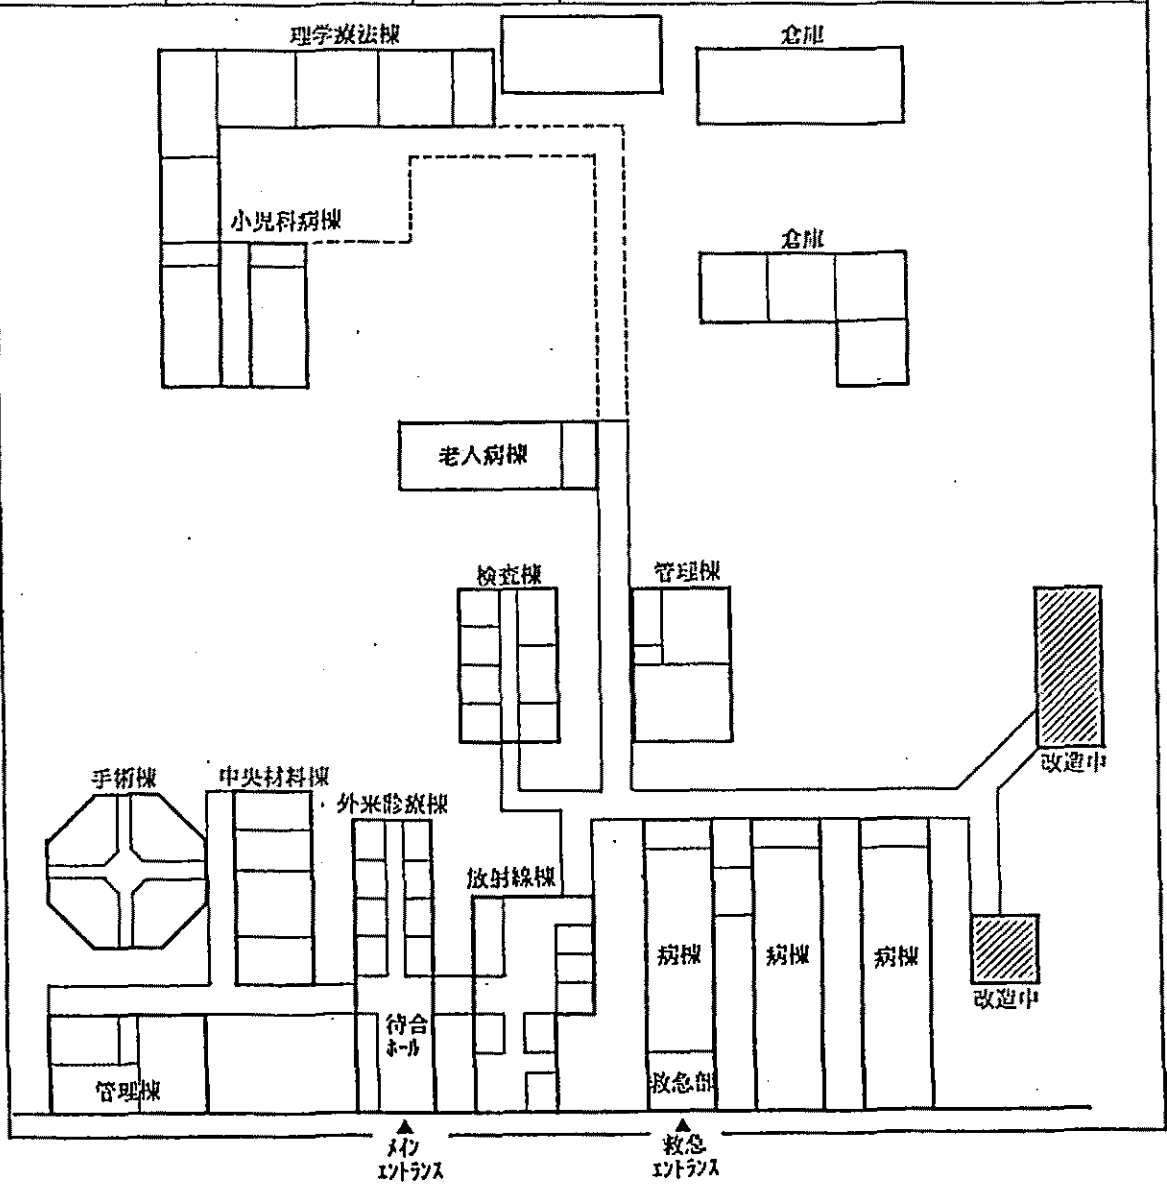 理学療法棟
倉庫
小児科病棟
倉庫
老人病棟
検査棟
管理棟
改造中
手術棟
中央材料棟
外来診療棟
放射線棟
病棟
病棟
病棟
改造中
待合
ホール
管理棟
救急部
メイン
エントランス
救急
エントランス